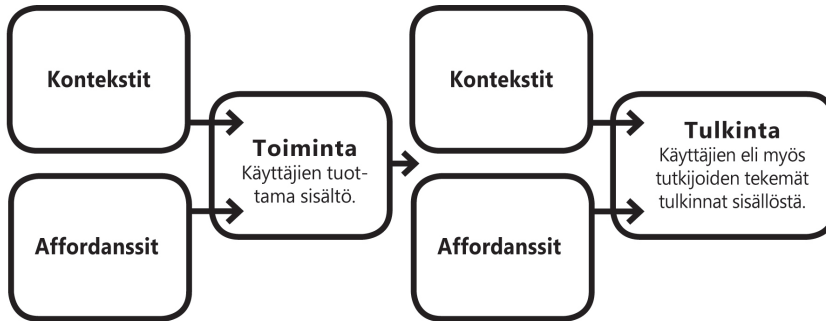 Kontekstit
Affordanssit
Toiminta
Käyttäjien tuot-
tama sisältö.
Kontekstit
Affordanssit
Tulkinta
Käyttäjien eli myös
tutkijoiden tekemät
tulkinnat sisällöstä.